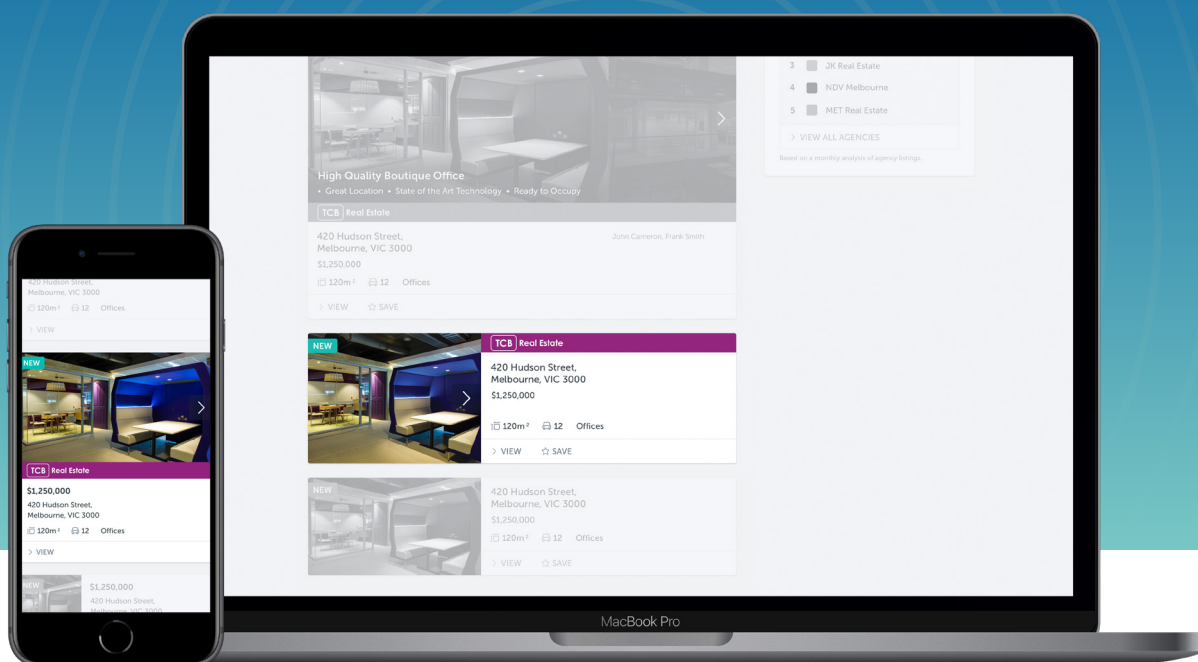 3 JK Real Estate
4 NDV Melbourne
5 MET Real Estate
> VIEW ALL AGENCIES
Based on a monthly analysis of agency listings.
High Quality Boutique Office
• Great Location • State of the Art Technology • Ready to Occupy
TCB Real Estate
420 Hudson Street,
Melbourne, VIC 3000
John Cameron, Frank Smith
$1,250,000
120m² 12 Offices
> VIEW SAVE
NEW
TCB Real Estate
420 Hudson Street,
Melbourne, VIC 3000
$1,250,000
120m² 12 Offices
> VIEW SAVE
NEW
420 Hudson Street,
Melbourne, VIC 3000
$1,250,000
120m² 12 Offices
> VIEW SAVE
MacBook Pro
420 Hudson Street,
Melbourne, VIC 3000
120m² 12 Offices
> VIEW
NEW
TCB Real Estate
$1,250,000
420 Hudson Street,
Melbourne, VIC 3000
120m² 12 Offices
> VIEW
NEW
$1,250,000
420 Hudson Street,
Melbourne, VIC 3000